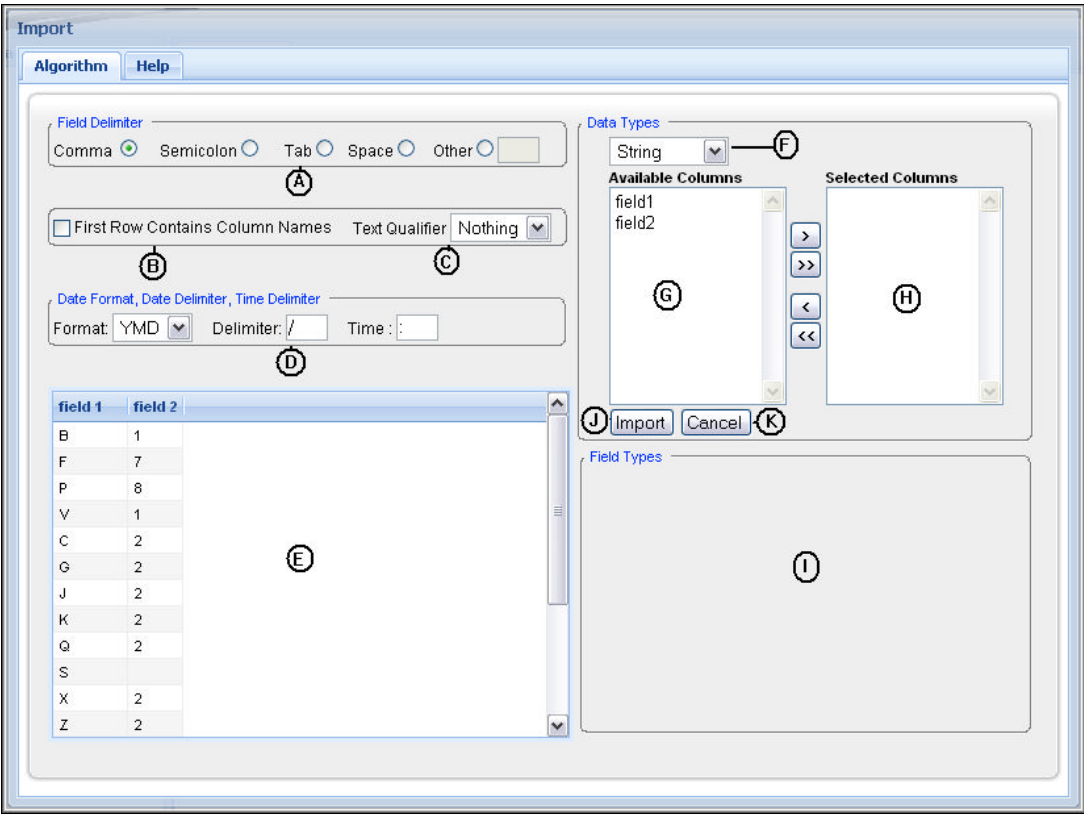 Import
Algorithm Help
Field Delimiter
Comma Semicolon Tab Space Other
A
First Row Contains Column Names Text Qualifier Nothing
B C
Date Format, Date Delimiter, Time Delimiter
Format: YMD Delimiter: / Time : :
D
field 1 field 2
B 1
F 7
P 8
V 1
C 2
G 2
J 2
K 2
Q 2
S
X 2
Z 2
E
Data Types
String F
Available Columns Selected Columns
field1
field2
>
>>
<
<<
G H
J Import Cancel K
Field Types
I